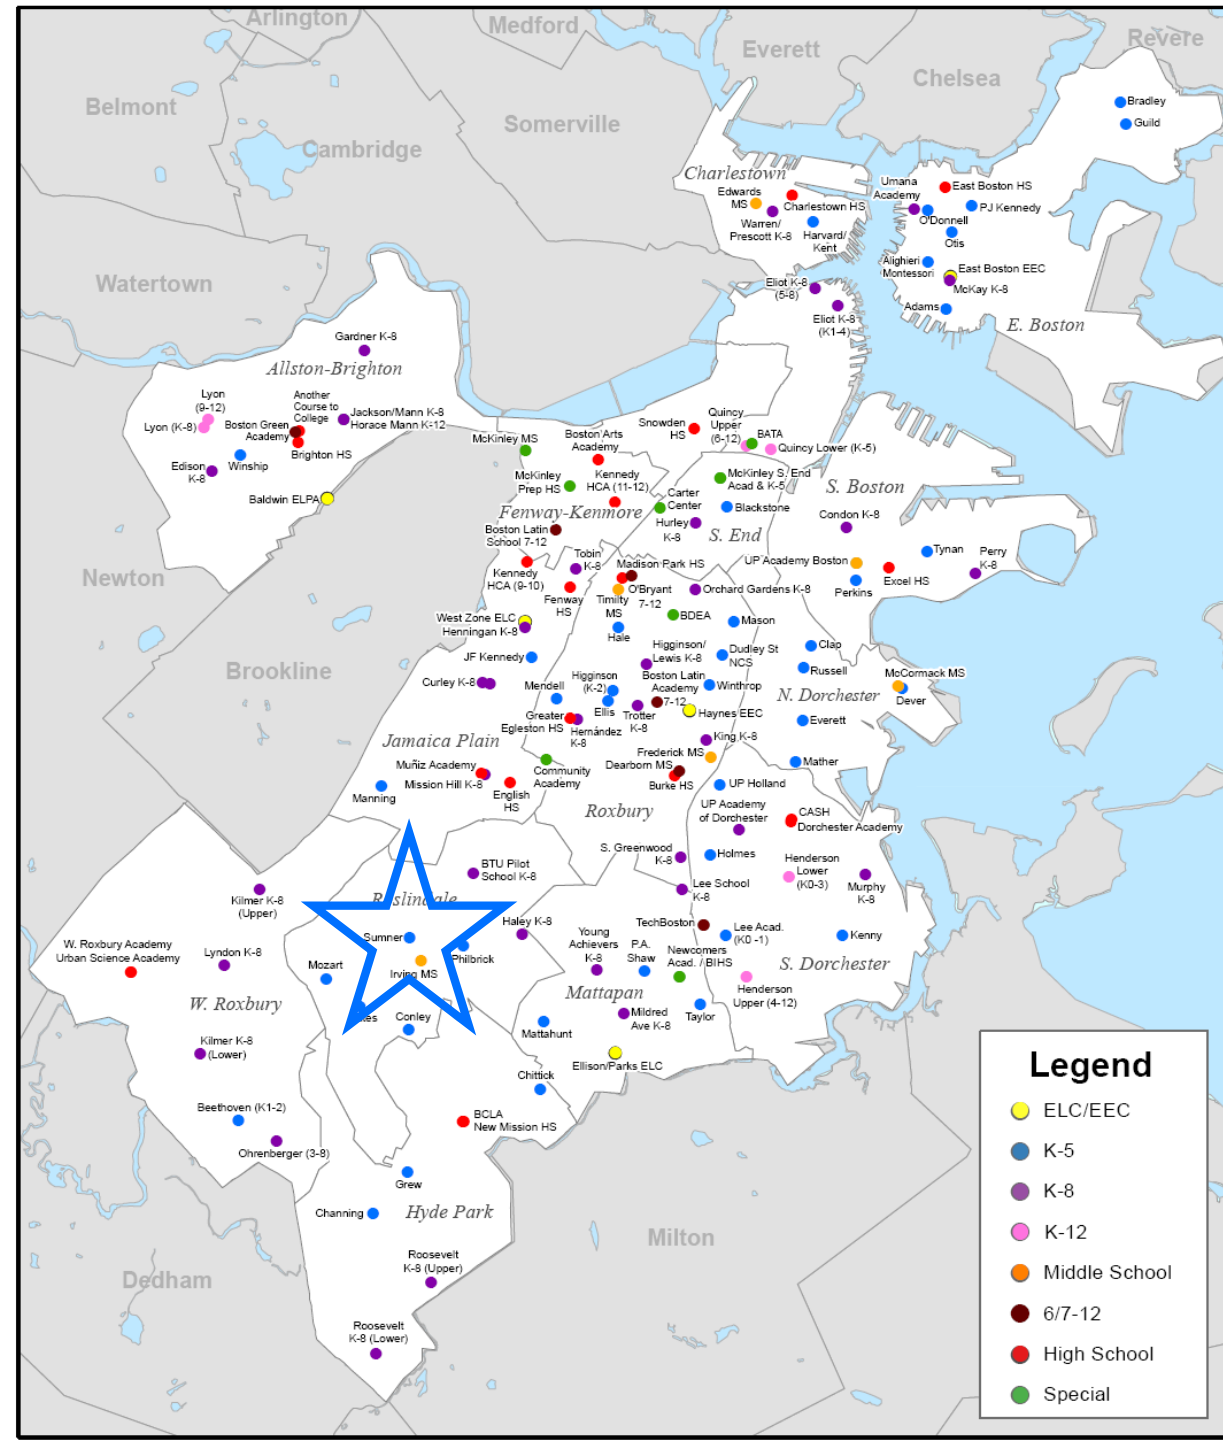 Arlington
Medford
Everett
Revere
Chelsea
Belmont
Somerville
Cambridge
Watertown
Newton
Brookline
Dedham
Milton
Bradley
Guild
Charlestown
Edwards
MS
Charlestown HS
Warren/
Prescott K-8
Harvard/
Kent
Umana
Academy
East Boston HS
PJ Kennedy
O'Donnell
Otis
Alighieri
Montessori
East Boston EEC
McKay K-8
Adams
E. Boston
Eliot K-8
(5-8)
Eliot K-8
(K1-4)
Gardner K-8
Allston-Brighton
Lyon
(9-12)
Lyon (K-8)
Another
Course to
College
Boston Green
Academy
Jackson/Mann K-8
Horace Mann K-12
Brighton HS
Winship
Edison
K-8
Baldwin ELPA
McKinley MS
Boston Arts
Academy
Snowden
HS
Quincy
Upper
(6-12)
BATA
Quincy Lower (K-5)
McKinley
Prep HS
Kennedy
HCA (11-12)
McKinley S. End
Acad & K-5
Carter
Center
Blackstone
Fenway-Kenmore
Hurley
K-8
S. End
Boston Latin
School 7-12
S. Boston
Condon K-8
Tynan
Perry
K-8
UP Academy Boston
Excel HS
Perkins
Tobin
K-8
Madison Park HS
Kennedy
HCA (9-10)
Fenway
HS
Timilty
MS
O'Bryant
7-12
Orchard Gardens K-8
BDEA
Mason
Hale
West Zone ELC
Henningan K-8
JF Kennedy
Higginson/
Lewis K-8
Dudley St
NCS
Clap
Russell
McCormack MS
Dever
N. Dorchester
Curley K-8
Mendell
Higginson
(K-2)
Ellis
Boston Latin
Academy
7-12
Winthrop
Trotter
K-8
Haynes EEC
Everett
Greater
Egleston HS
Hernández
K-8
King K-8
Jamaica Plain
Frederick MS
Dearborn MS
Burke HS
Mather
Muñiz Academy
Mission Hill K-8
English
HS
Community
Academy
Manning
UP Holland
Roxbury
UP Academy
of Dorchester
CASH
Dorchester Academy
S. Greenwood
K-8
Holmes
Henderson
Lower
(K0-3)
Murphy
K-8
Lee School
K-8
BTU Pilot
School K-8
Kilmer K-8
(Upper)
Roslindale
Haley K-8
Sumner
Philbrick
Irving MS
W. Roxbury Academy
Urban Science Academy
Lyndon K-8
Mozart
W. Roxbury
Conley
Young
Achievers
K-8
P.A.
Shaw
TechBoston
Lee Acad.
(K0 -1)
Kenny
Newcomers
Acad. / BIHS
S. Dorchester
Henderson
Upper (4-12)
Mattapan
Mildred
Ave K-8
Taylor
Mattahunt
Ellison/Parks ELC
Kilmer K-8
(Lower)
Chittick
Beethoven (K1-2)
Ohrenberger (3-8)
BCLA
New Mission HS
Grew
Channing
Hyde Park
Roosevelt
K-8 (Upper)
Roosevelt
K-8 (Lower)
Legend
ELC/EEC
K-5
K-8
K-12
Middle School
6/7-12
High School
Special